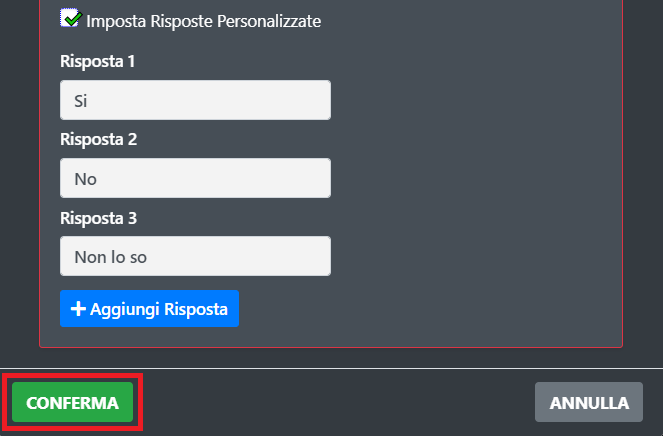 Imposta Risposte Personalizzate
Risposta 1
Si
Risposta 2
No
Risposta 3
Non lo so
Aggiungi Risposta
CONFERMA
ANNULLA